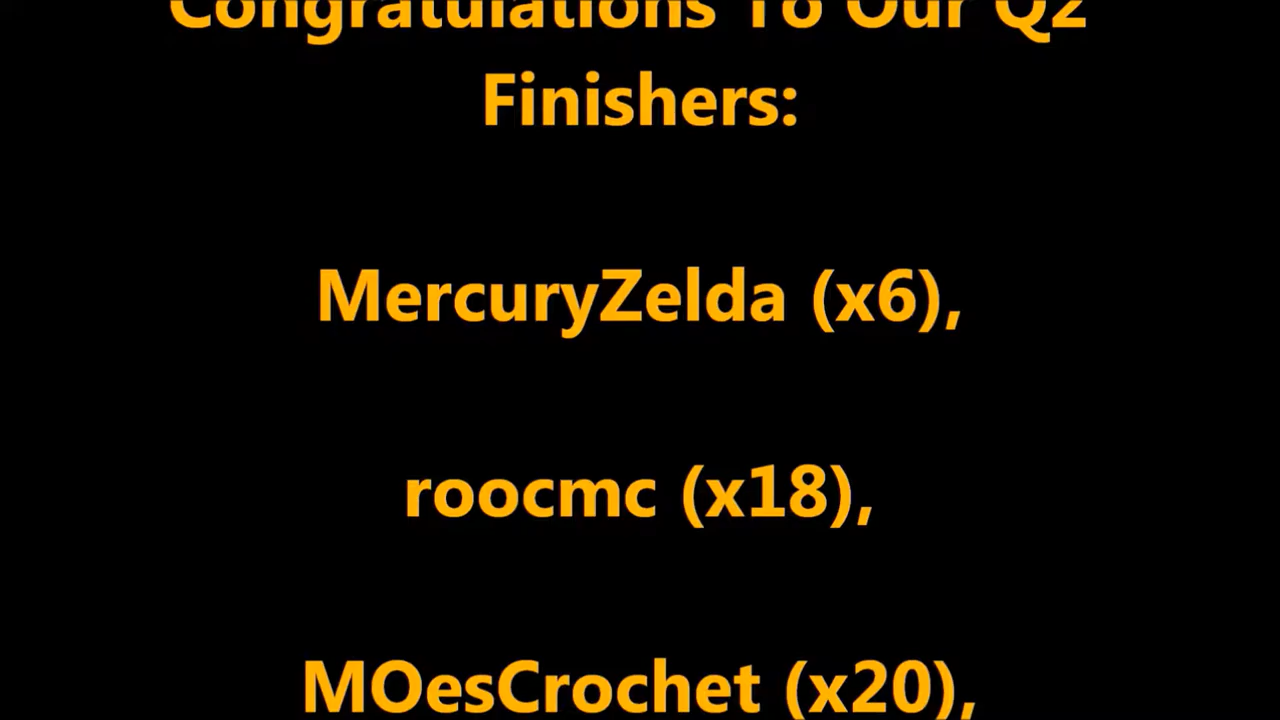 Congratulations To Our Q2
Finishers:
MercuryZelda (x6),
roocmc (x18),
MOesCrochet (x20),